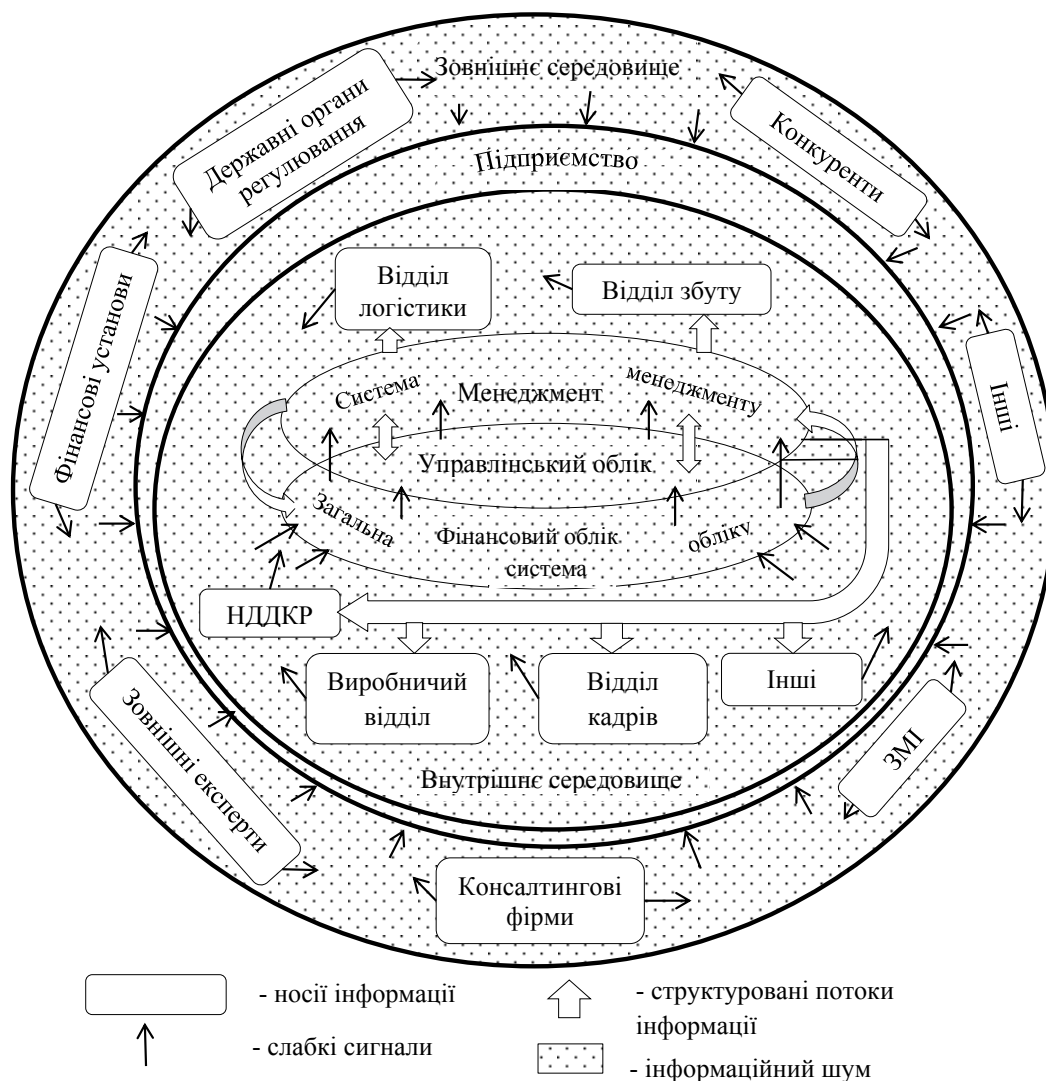 Зовнішнє середовище
Державні органи
регулювання
Конкуренти
Підприємство
Відділ
логістики
Відділ збуту
Фінансові установи
Інші
Система
Менеджмент
менеджменту
Управлінський облік
Загальна
Фінансовий облік
обліку
система
НДДКР
Виробничий
відділ
Відділ
кадрів
Інші
Зовнішні експерти
ЗМІ
Внутрішнє середовище
Консалтингові
фірми
- носії інформації
- структуровані потоки
інформації
- слабкі сигнали
- інформаційний шум